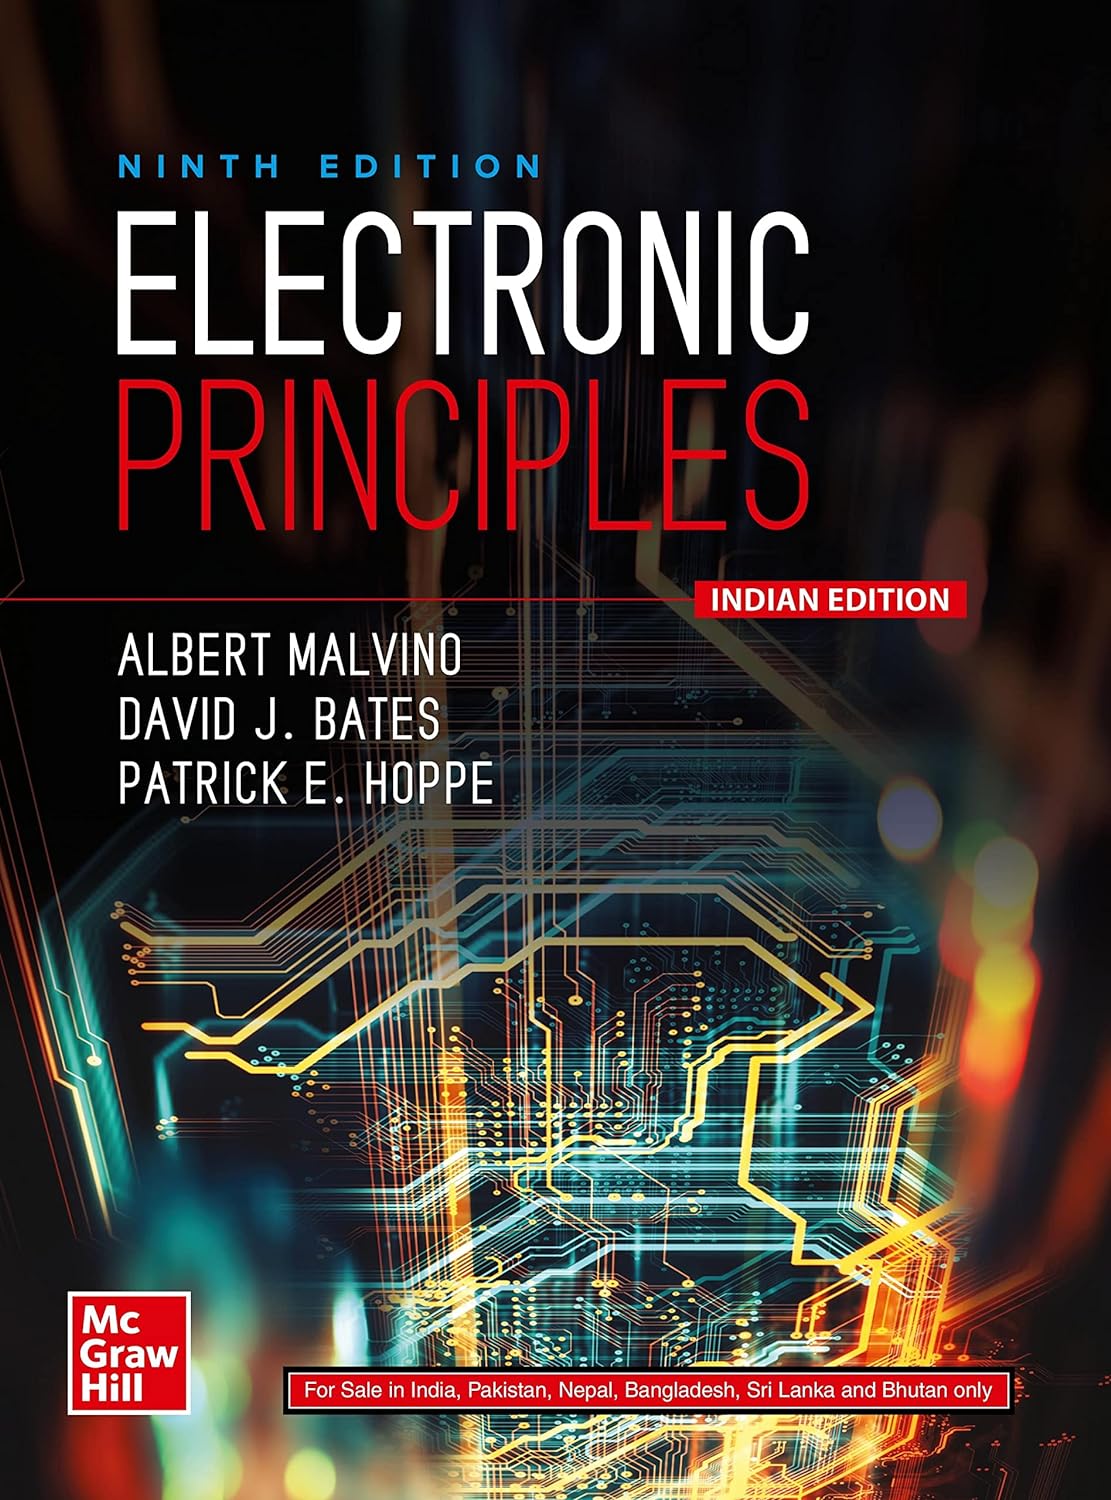 NINTH EDITION
ELECTRONIC
PRINCIPLES
INDIAN EDITION
ALBERT MALVINO
DAVID J. BATES
PATRICK E. HOPPE
Mc
Graw
Hill
For Sale in India, Pakistan, Nepal, Bangladesh, Sri Lanka and Bhutan only